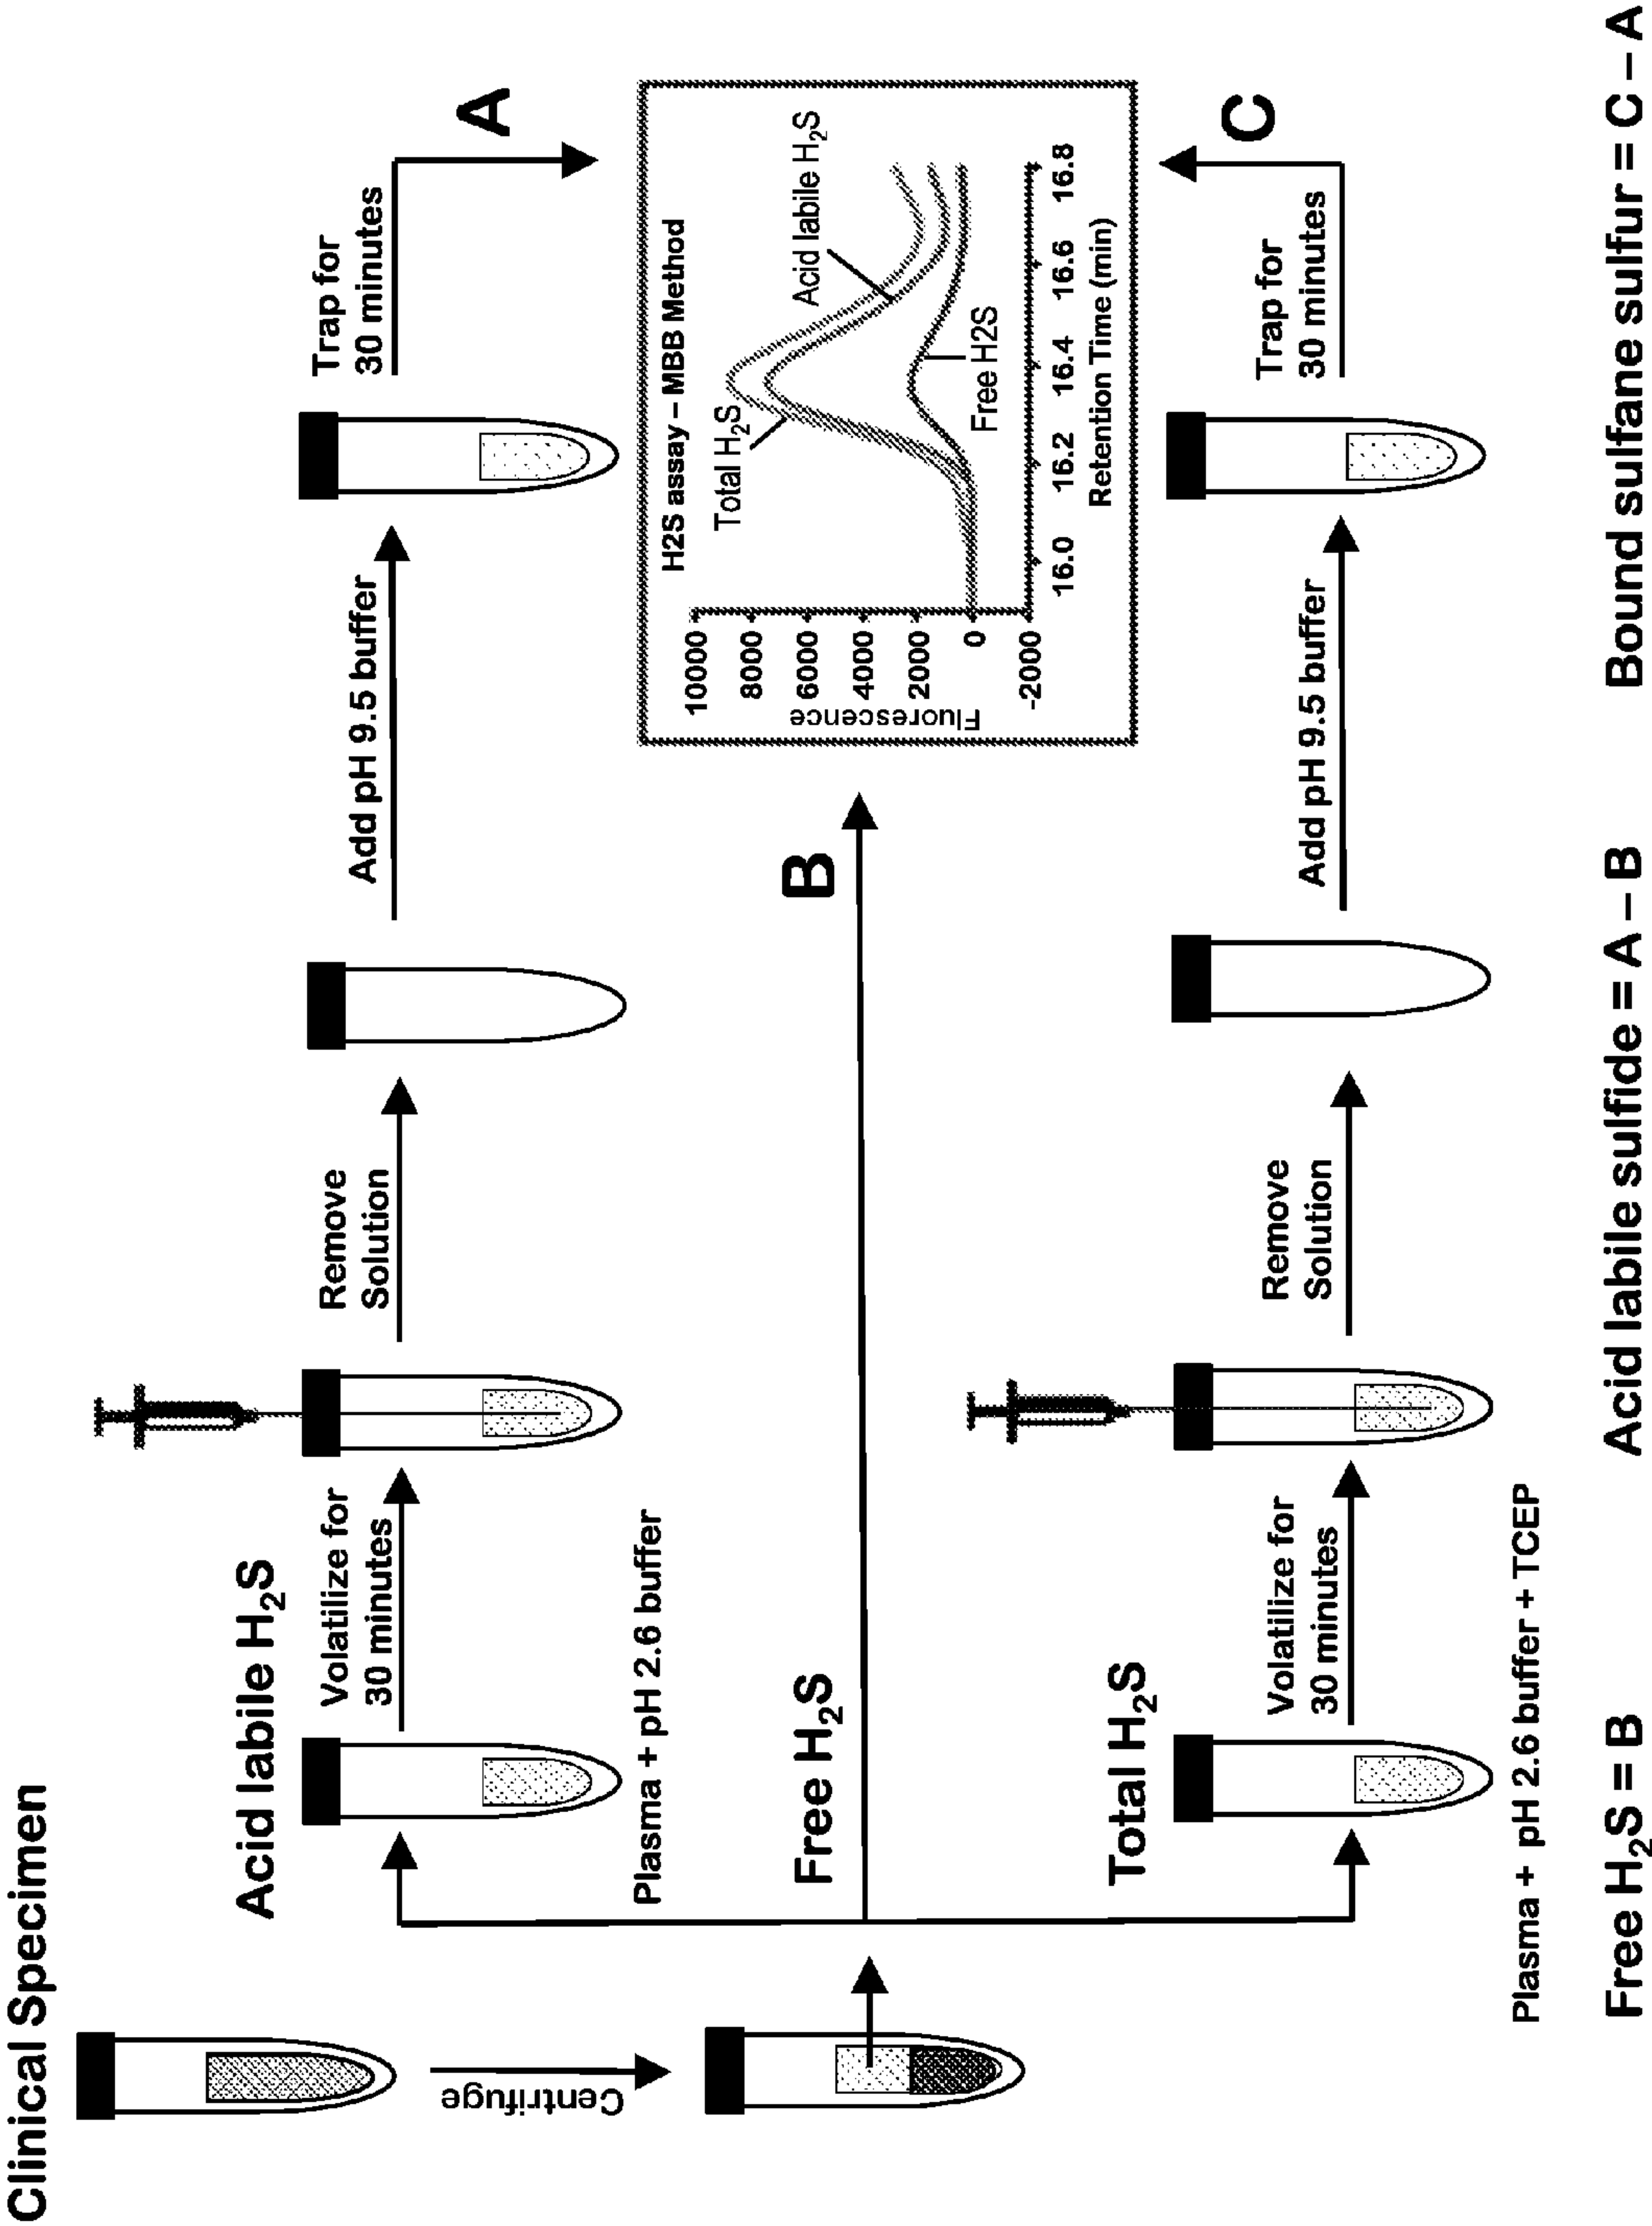 Clinical Specimen
Centrifuge
Acid labile H₂S
Volatilize for
30 minutes
Plasma + pH 2.6 buffer
Remove
Solution
Add pH 9.5 buffer
Trap for
30 minutes
A
Free H₂S
B
H2S assay – MBB Method
Total H₂S
Acid labile H₂S
Free H2S
Fluorescence
10000
8000
6000
4000
2000
0
-2000
16.0 16.2 16.4 16.6 16.8
Retention Time (min)
Total H₂S
Volatilize for
30 minutes
Plasma + pH 2.6 buffer + TCEP
Remove
Solution
Add pH 9.5 buffer
Trap for
30 minutes
C
Free H₂S = B Acid labile sulfide = A – B Bound sulfane sulfur = C – A